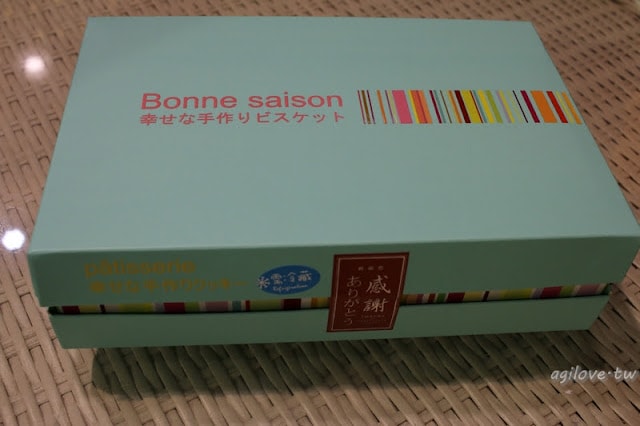 Bonne saison
幸せな手作りビスケット
pâtisserie
感謝
ありがとう
agilove·tw